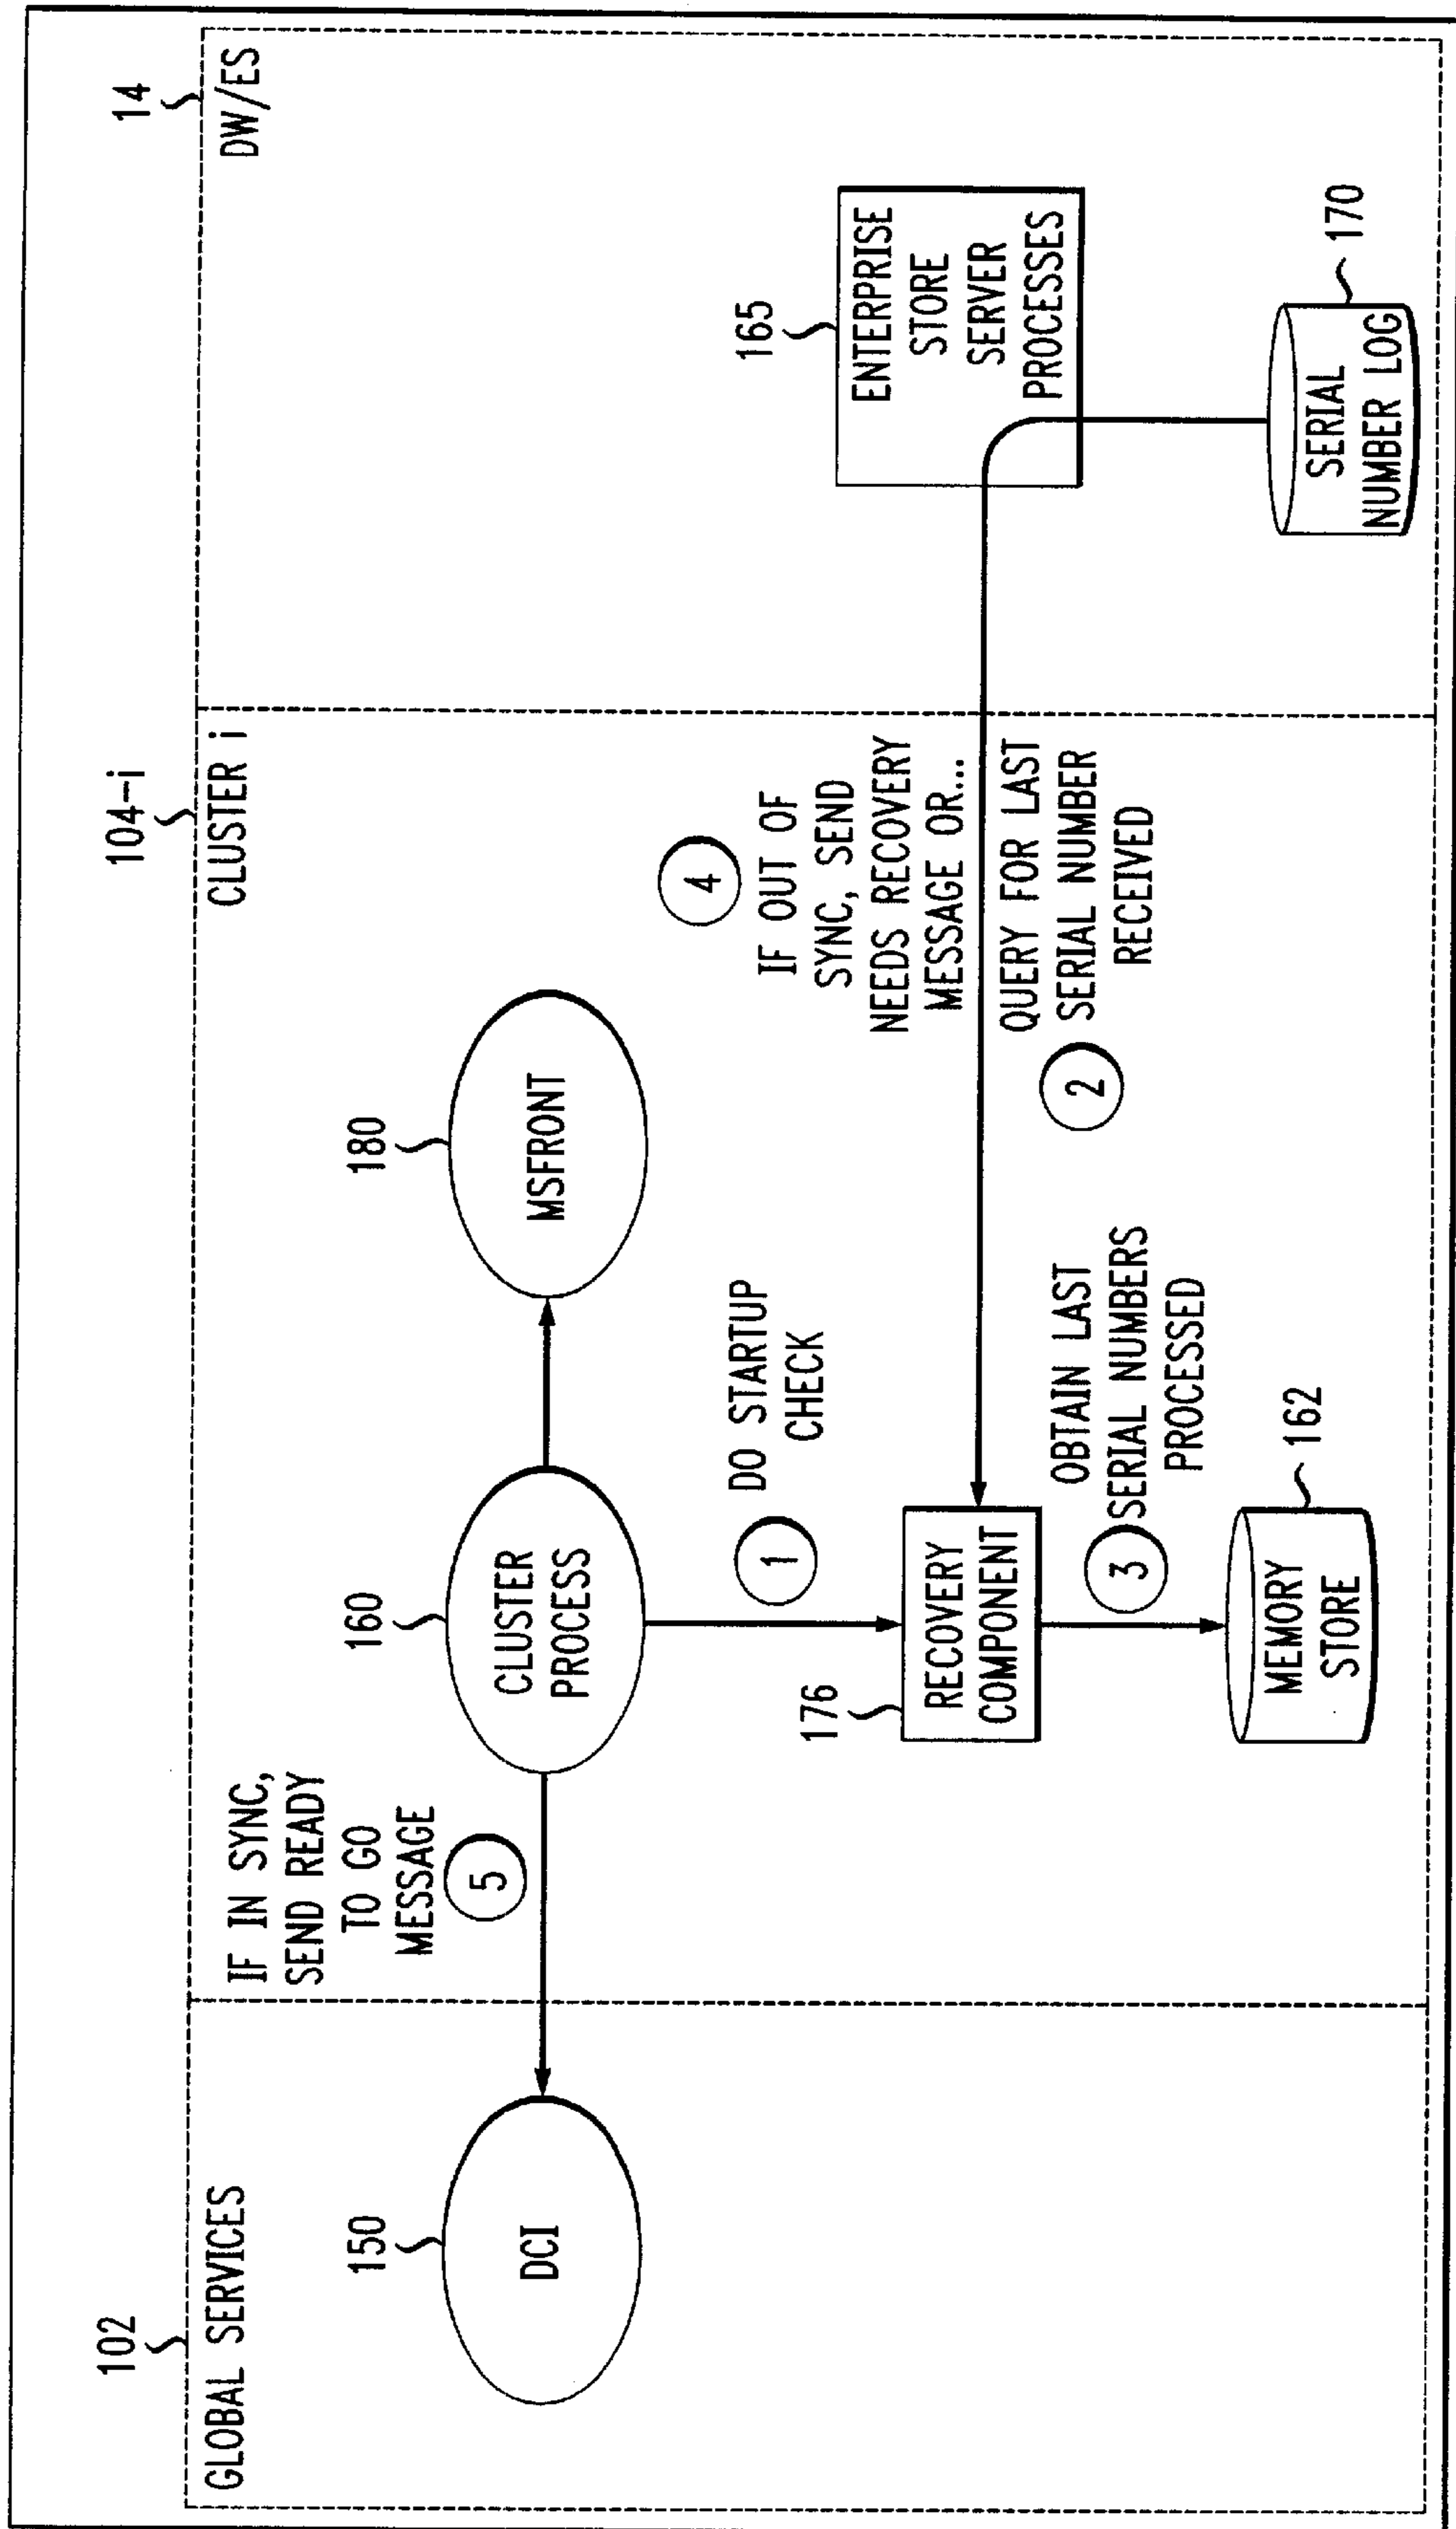 102
GLOBAL SERVICES
150
DCI
104-i
CLUSTER i
IF IN SYNC,
SEND READY
TO GO
MESSAGE
5
160
CLUSTER
PROCESS
180
MSFRONT
1
DO STARTUP
CHECK
176
RECOVERY
COMPONENT
3
OBTAIN LAST
SERIAL NUMBERS
PROCESSED
162
MEMORY
STORE
4
IF OUT OF
SYNC, SEND
NEEDS RECOVERY
MESSAGE OR...
QUERY FOR LAST
2
SERIAL NUMBER
RECEIVED
14
DW/ES
165
ENTERPRISE
STORE
SERVER
PROCESSES
170
SERIAL
NUMBER LOG